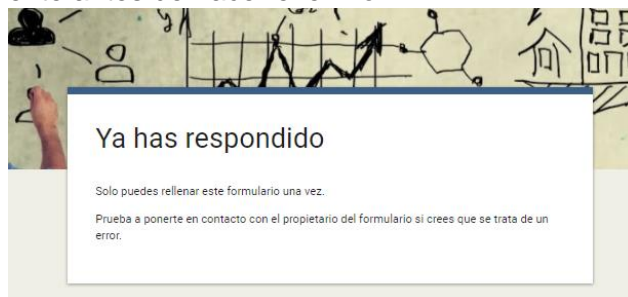 Ya has respondido
Solo puedes rellenar este formulario una vez.
Prueba a ponerte en contacto con el propietario del formulario si crees que se trata de un
error.